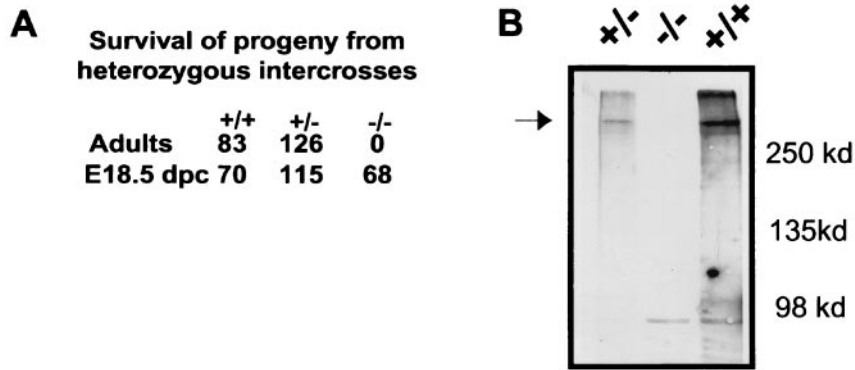 A
Survival of progeny from
heterozygous intercrosses
+/+ +/- -/-
Adults 83 126 0
E18.5 dpc 70 115 68
B
+/- -/- +/+
250 kd
135kd
98 kd